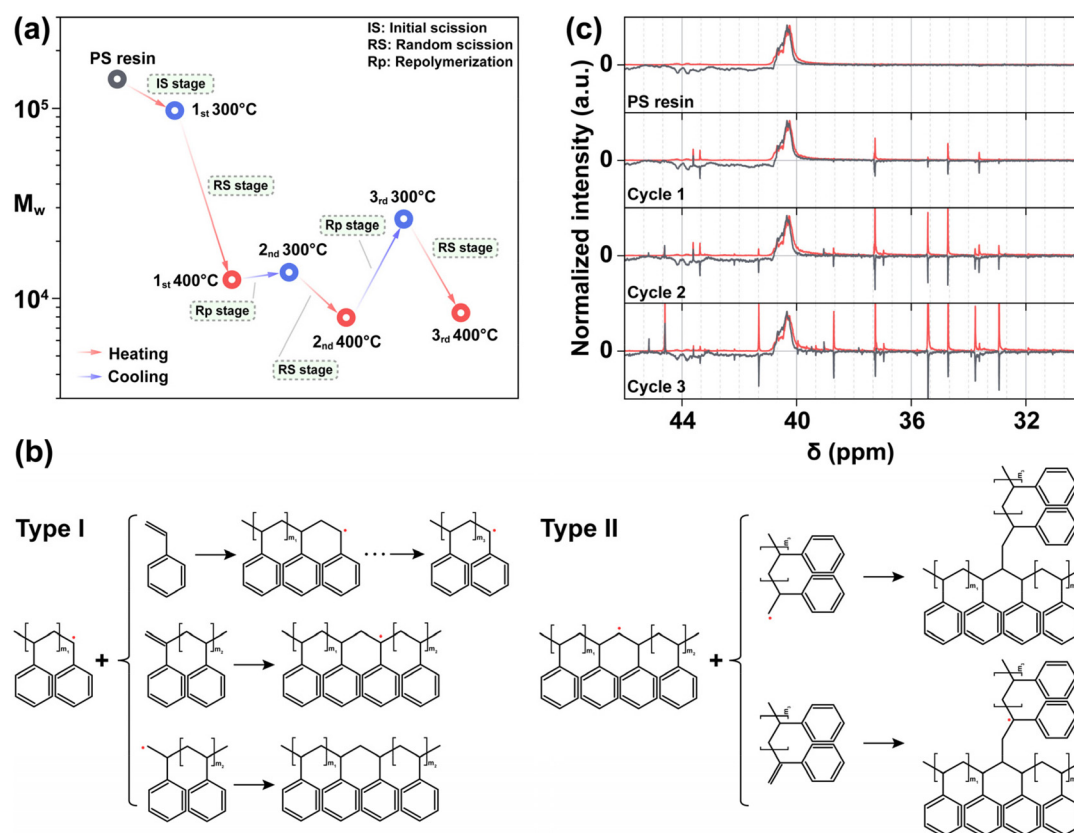 (a)
IS: Initial scission
RS: Random scission
Rp: Repolymerization
PS resin
IS stage
10⁵
1st 300°C
RS stage
Mw
3rd 300°C
Rp stage
RS stage
2nd 300°C
10⁴
1st 400°C
Rp stage
2nd 400°C
3rd 400°C
RS stage
Heating
Cooling
(c)
Normalized intensity (a.u.)
0
PS resin
0
Cycle 1
0
Cycle 2
0
Cycle 3
44 40 36 32
δ (ppm)
(b)
Type I
m₁
+
m₁
m₁
m₂
m₁
m₂
m₂
m₁
m₂
Type II
m₁
m₂
+
m₁
m₂
m₁
m₂